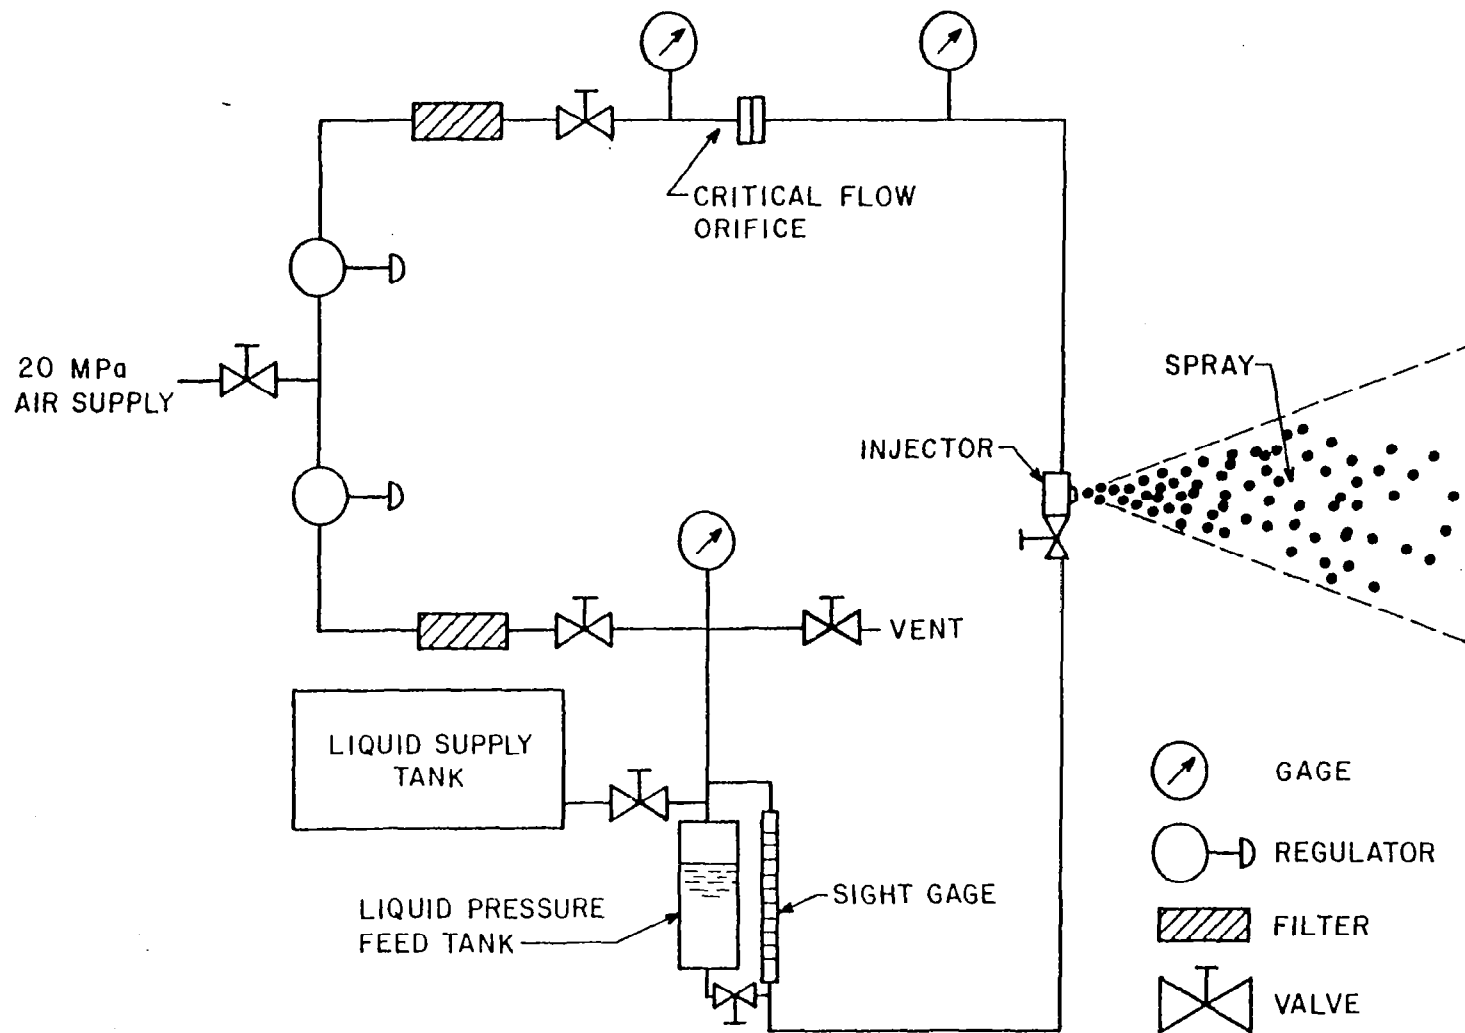 CRITICAL FLOW
ORIFICE
20 MPa
AIR SUPPLY
SPRAY
INJECTOR
VENT
LIQUID SUPPLY
TANK
GAGE
REGULATOR
SIGHT GAGE
LIQUID PRESSURE
FEED TANK
FILTER
VALVE